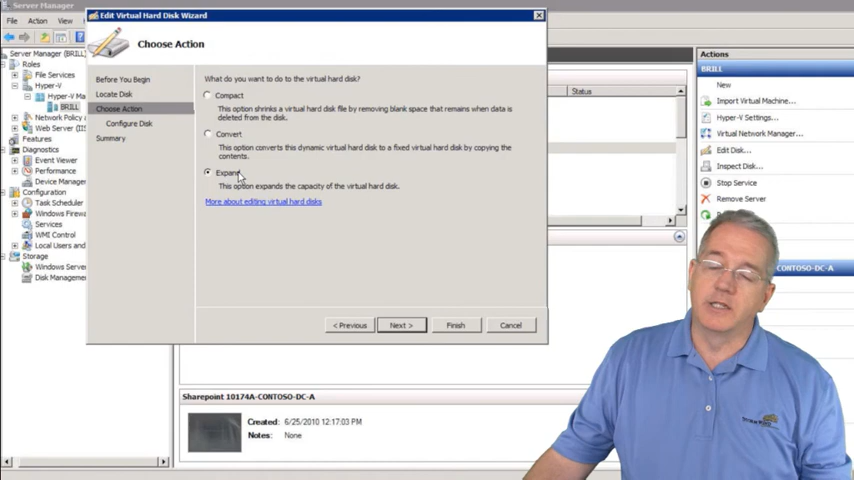 Server Manager
Edit Virtual Hard Disk Wizard
File Action View
Choose Action
Server Manager (BRILL)
Roles
File Services
Hyper-V
Hyper-V Ma
BRILL
Network Policy
Web Server (II
Features
Diagnostics
Event Viewer
Performance
Device Manage
Configuration
Task Scheduler
Windows Firew
Services
WMI Control
Local Users and
Storage
Windows Serve
Disk Manageme
Before You Begin
Locate Disk
Choose Action
Configure Disk
Summary
What do you want to do to the virtual hard disk?
Compact
This option shrinks a virtual hard disk file by removing blank space that remains when data is
deleted from the disk.
Convert
This option converts this dynamic virtual hard disk to a fixed virtual hard disk by copying the
contents.
Expand
This option expands the capacity of the virtual hard disk.
More about editing virtual hard disks
< Previous
Next >
Finish
Cancel
Status
Actions
BRILL
New
Import Virtual Machine...
Hyper-V Settings...
Virtual Network Manager...
Edit Disk...
Inspect Disk...
Stop Service
Remove Server
CONTOSO-DC-A
Sharepoint 10174A-CONTOSO-DC-A
Created: 6/25/2010 12:17:03 PM
Notes: None